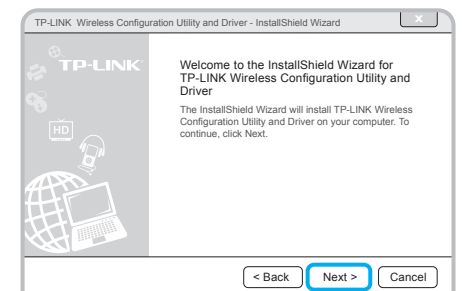 TP-LINK Wireless Configuration Utility and Driver - InstallShield Wizard
X
TP-LINK®
HD
Welcome to the InstallShield Wizard for
TP-LINK Wireless Configuration Utility and
Driver
The InstallShield Wizard will install TP-LINK Wireless
Configuration Utility and Driver on your computer. To
continue, click Next.
< Back Next > Cancel